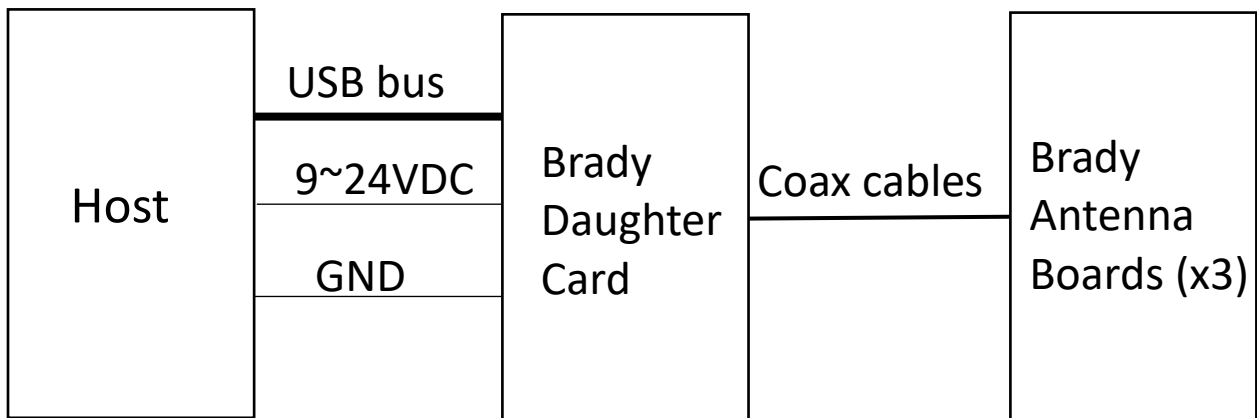 Host
USB bus
9~24VDC
GND
Brady
Daughter
Card
Coax cables
Brady
Antenna
Boards (x3)